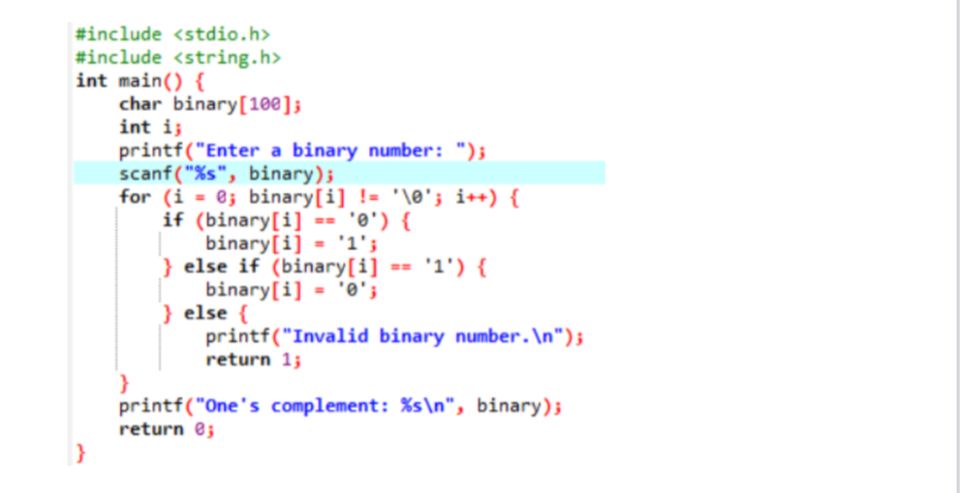 #include <stdio.h>
#include <string.h>
int main() {
    char binary[100];
    int i;
    printf("Enter a binary number: ");
    scanf("%s", binary);
    for (i = 0; binary[i] != '\0'; i++) {
        if (binary[i] == '0') {
            binary[i] = '1';
        } else if (binary[i] == '1') {
            binary[i] = '0';
        } else {
            printf("Invalid binary number.\n");
            return 1;
    }
    printf("One's complement: %s\n", binary);
    return 0;
}